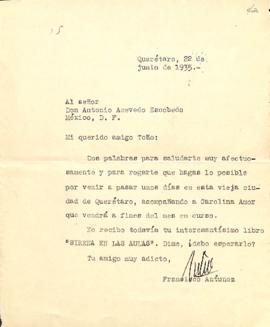 Querétaro, 22 de
junio de 1935.-
Al señor
Don Antonio Acevedo Escobedo
México, D. F.
Mi querido amigo Toño:
Dos palabras para saludarte muy afectuo-
samente y para rogarte que hagas lo posible
por venir a pasar unos días en esta vieja ciu-
dad de Querétaro, acompañando a Carolina Amor
que vendrá a fines del mes en curso.
No recibo todavía tu interesantísimo libro
"SIRENA EN LAS AULAS". Dime, ¿debo esperarlo?
Tu amigo muy adicto,
Francisco Antunez